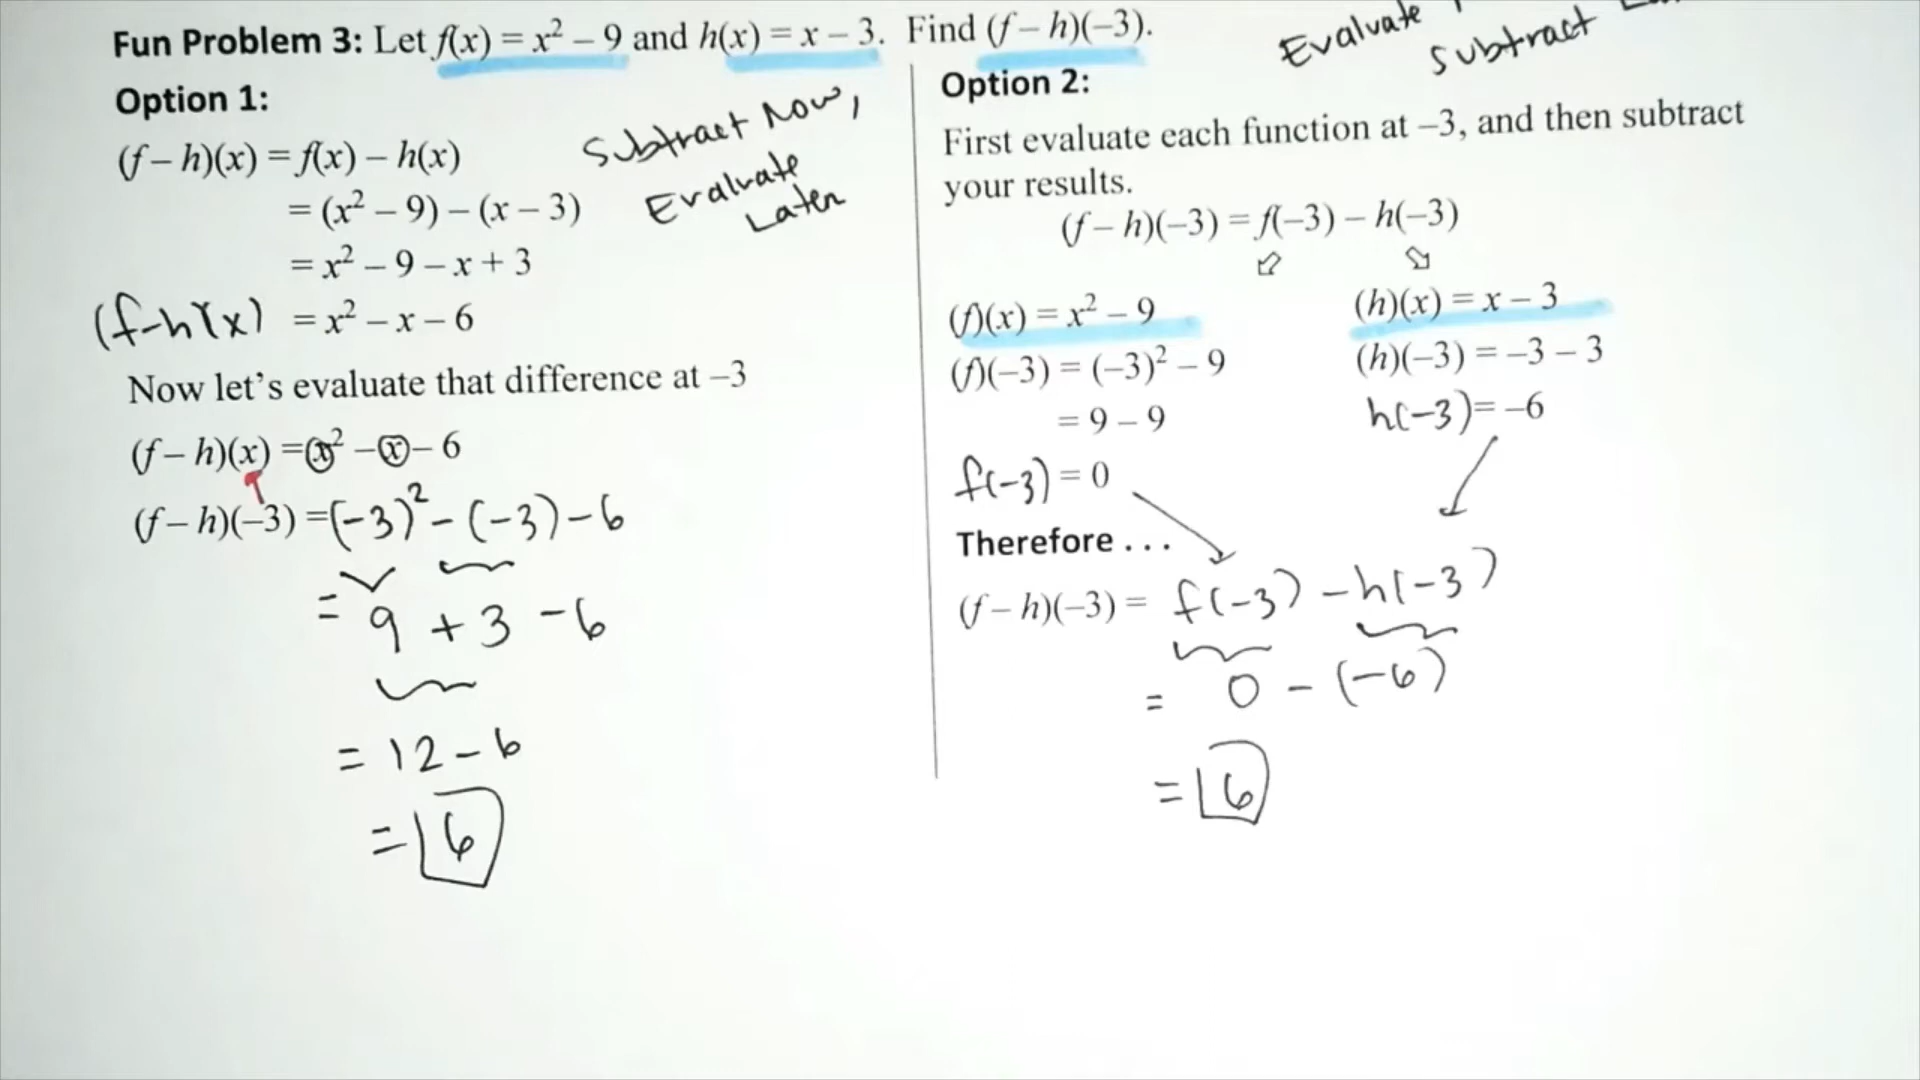 Fun Problem 3: Let f(x) = x² – 9 and h(x) = x – 3. Find (f – h)(–3).
Option 1:
(f – h)(x) = f(x) – h(x)
= (x² – 9) – (x – 3)
= x² – 9 – x + 3
(f-h)(x) = x² – x – 6
Subtract Now,
Evaluate
Later
Now let's evaluate that difference at –3
(f – h)(x) = x² – x – 6
(f – h)(–3) = (-3)² - (-3) - 6
= 9 + 3 - 6
= 12 - 6
= 6
Evaluate
Subtract
Option 2:
First evaluate each function at –3, and then subtract
your results.
(f – h)(–3) = f(–3) – h(–3)
(f)(x) = x² – 9
(f)(–3) = (–3)² – 9
= 9 – 9
f(-3) = 0
(h)(x) = x – 3
(h)(–3) = –3 – 3
h(-3) = –6
Therefore . . .
(f – h)(–3) = f(-3) - h(-3)
= 0 - (-6)
= 6